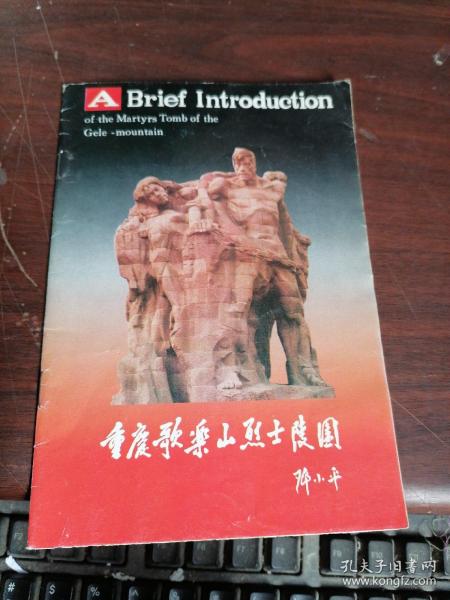 A Brief Introduction
of the Martyrs Tomb of the
Gele -mountain
重庆歌乐山烈士陵园
邓小平
孔夫子旧书网
www.kongfz.com